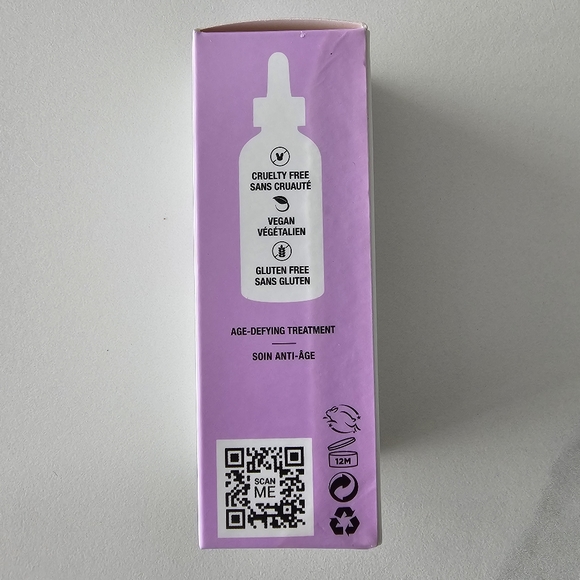 CRUELTY FREE
SANS CRUAUTÉ
VEGAN
VÉGÉTALIEN
GLUTEN FREE
SANS GLUTEN
AGE-DEFYING TREATMENT
SOIN ANTI-ÂGE
12M
SCAN
ME